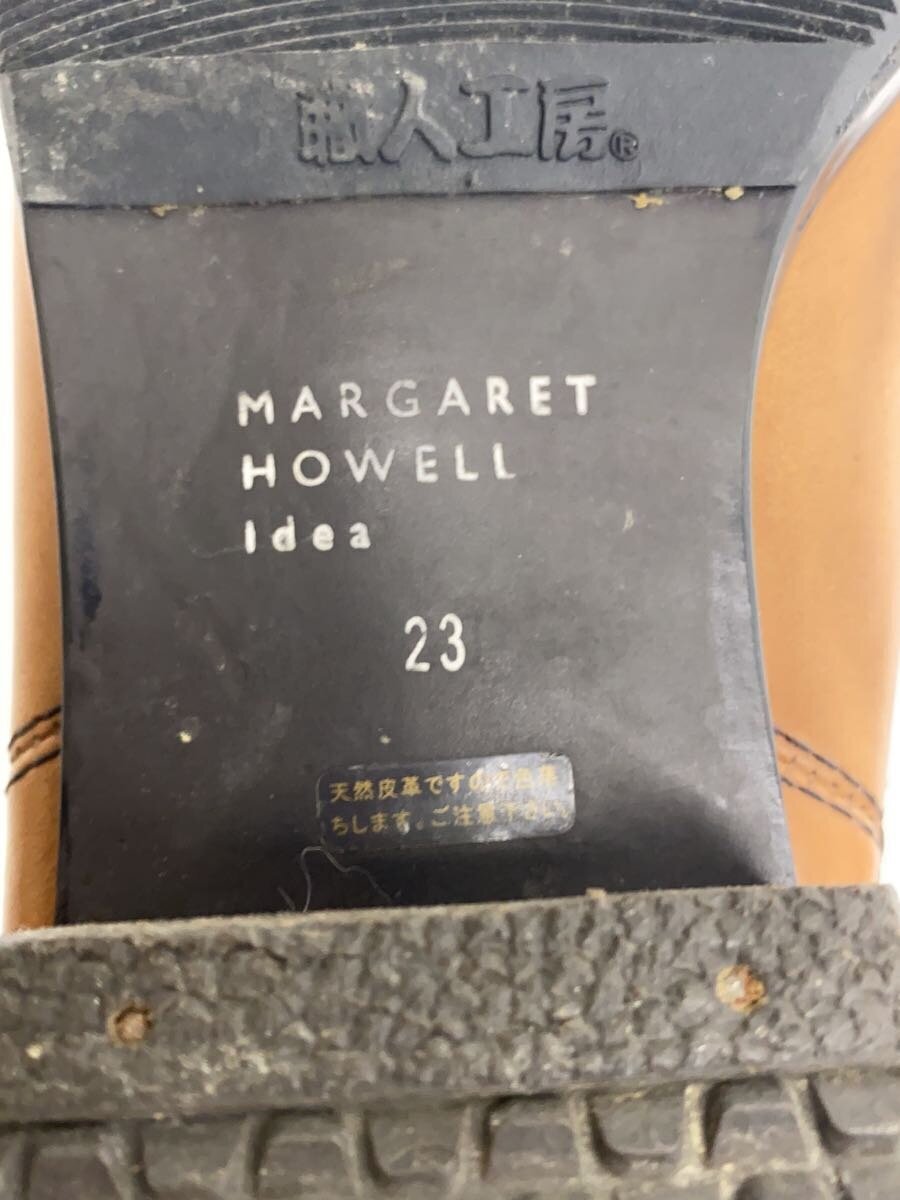 職人工房®
MARGARET
HOWELL
Idea
23
天然皮革ですので色落
ちします。ご注意下さい